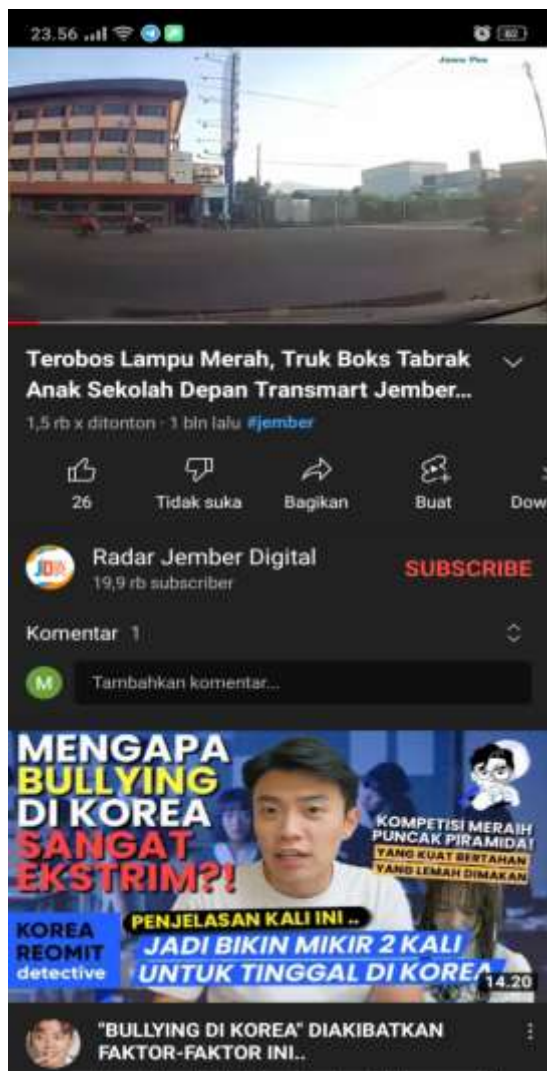 23.56
82
Jawa Pos
Terobos Lampu Merah, Truk Boks Tabrak
Anak Sekolah Depan Transmart Jember...
1,5 rb x ditonton · 1 bln lalu #jember
26
Tidak suka
Bagikan
Buat
Dow
Radar Jember Digital
19,9 rb subscriber
SUBSCRIBE
Komentar 1
M
Tambahkan komentar...
MENGAPA
BULLYING
DI KOREA
SANGAT
EKSTRIM?!
KOMPETISI MERAIH
PUNCAK PIRAMIDA!
YANG KUAT BERTAHAN
YANG LEMAH DIMAKAN
KOREA
REOMIT
detective
PENJELASAN KALI INI ..
JADI BIKIN MIKIR 2 KALI
UNTUK TINGGAL DI KOREA
14.20
"BULLYING DI KOREA" DIAKIBATKAN
FAKTOR-FAKTOR INI..